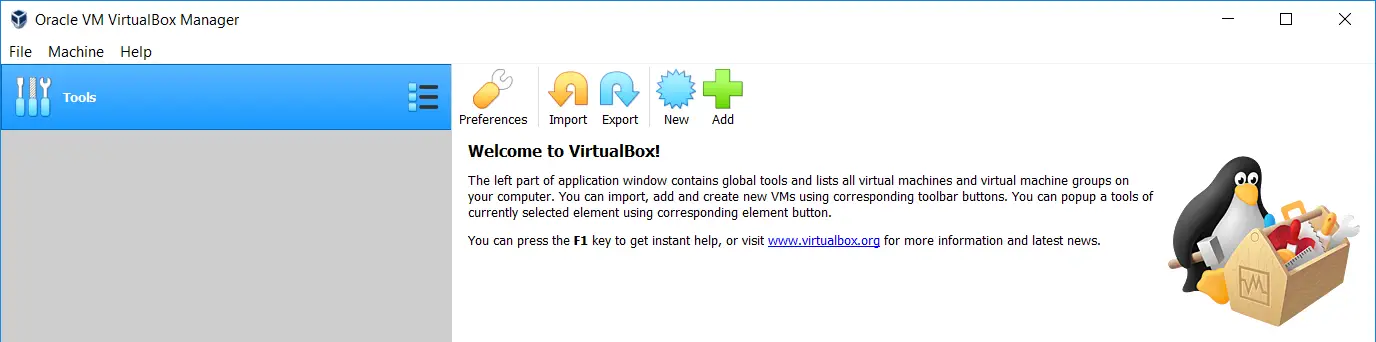 Oracle VM VirtualBox Manager
File Machine Help
Tools
Preferences Import Export New Add
Welcome to VirtualBox!
The left part of application window contains global tools and lists all virtual machines and virtual machine groups on
your computer. You can import, add and create new VMs using corresponding toolbar buttons. You can popup a tools of
currently selected element using corresponding element button.
You can press the F1 key to get instant help, or visit www.virtualbox.org for more information and latest news.